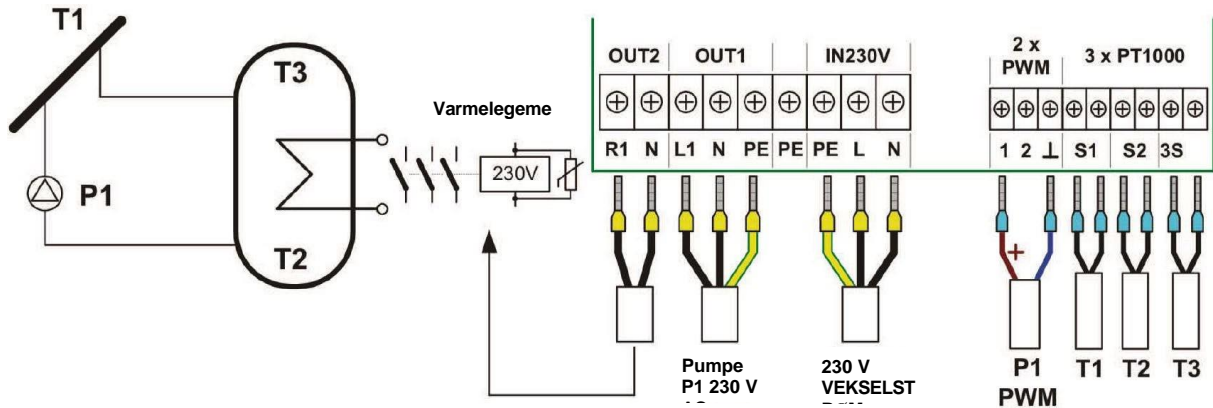 T1
T3
Varmelegeme
230V
P1
T2
OUT2 OUT1 IN230V
R1 N L1 N PE PE PE L N
2 x
PWM
3 x PT1000
1 2 ⊥ S1 S2 3S
+
Pumpe
P1 230 V
230 V
VEKSELST
P1
PWM
T1 T2 T3